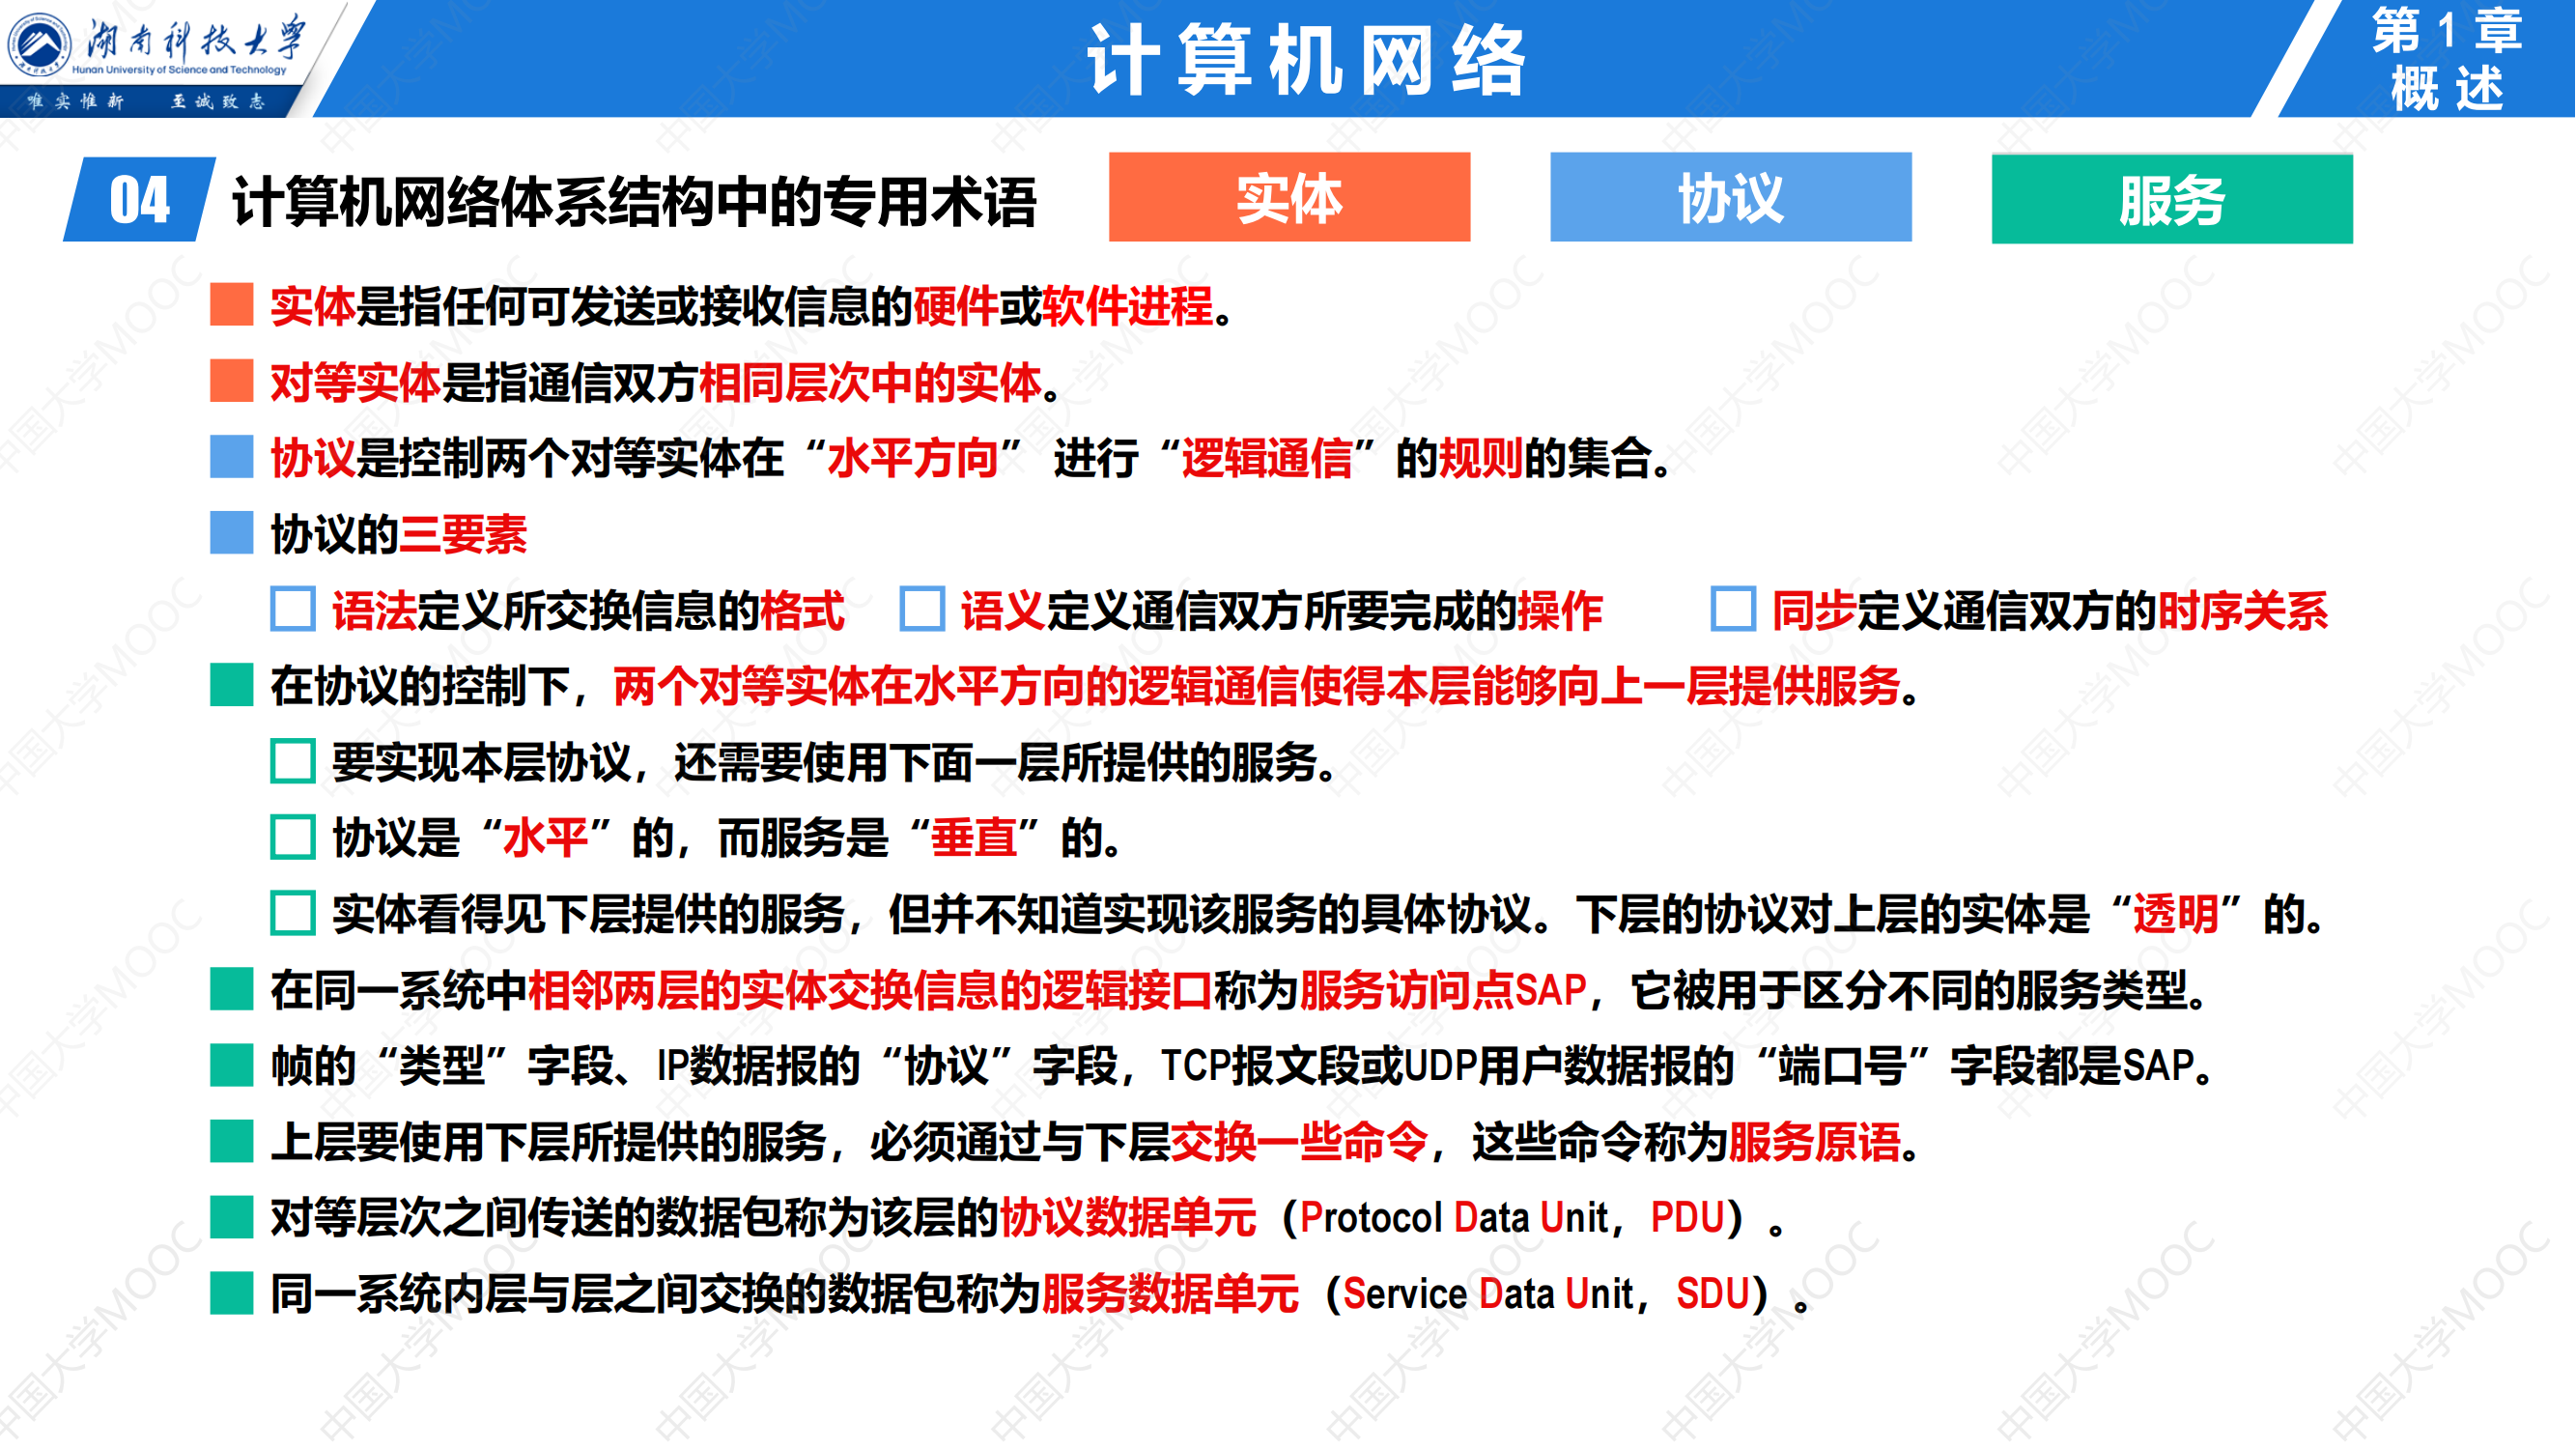 湖南科技大学
Hunan University of Science and Technology
唯实惟新 至诚致志
计算机网络
第1章
概述
04 计算机网络体系结构中的专用术语 实体 协议 服务
实体是指任何可发送或接收信息的硬件或软件进程。
对等实体是指通信双方相同层次中的实体。
协议是控制两个对等实体在“水平方向” 进行“逻辑通信”的规则的集合。
协议的三要素
语法定义所交换信息的格式 语义定义通信双方所要完成的操作 同步定义通信双方的时序关系
在协议的控制下，两个对等实体在水平方向的逻辑通信使得本层能够向上一层提供服务。
要实现本层协议，还需要使用下面一层所提供的服务。
协议是“水平”的，而服务是“垂直”的。
实体看得见下层提供的服务，但并不知道实现该服务的具体协议。下层的协议对上层的实体是“透明”的。
在同一系统中相邻两层的实体交换信息的逻辑接口称为服务访问点SAP，它被用于区分不同的服务类型。
帧的“类型”字段、IP数据报的“协议”字段，TCP报文段或UDP用户数据报的“端口号”字段都是SAP。
上层要使用下层所提供的服务，必须通过与下层交换一些命令，这些命令称为服务原语。
对等层次之间传送的数据包称为该层的协议数据单元（Protocol Data Unit，PDU）。
同一系统内层与层之间交换的数据包称为服务数据单元（Service Data Unit，SDU）。
中国大学MOOC